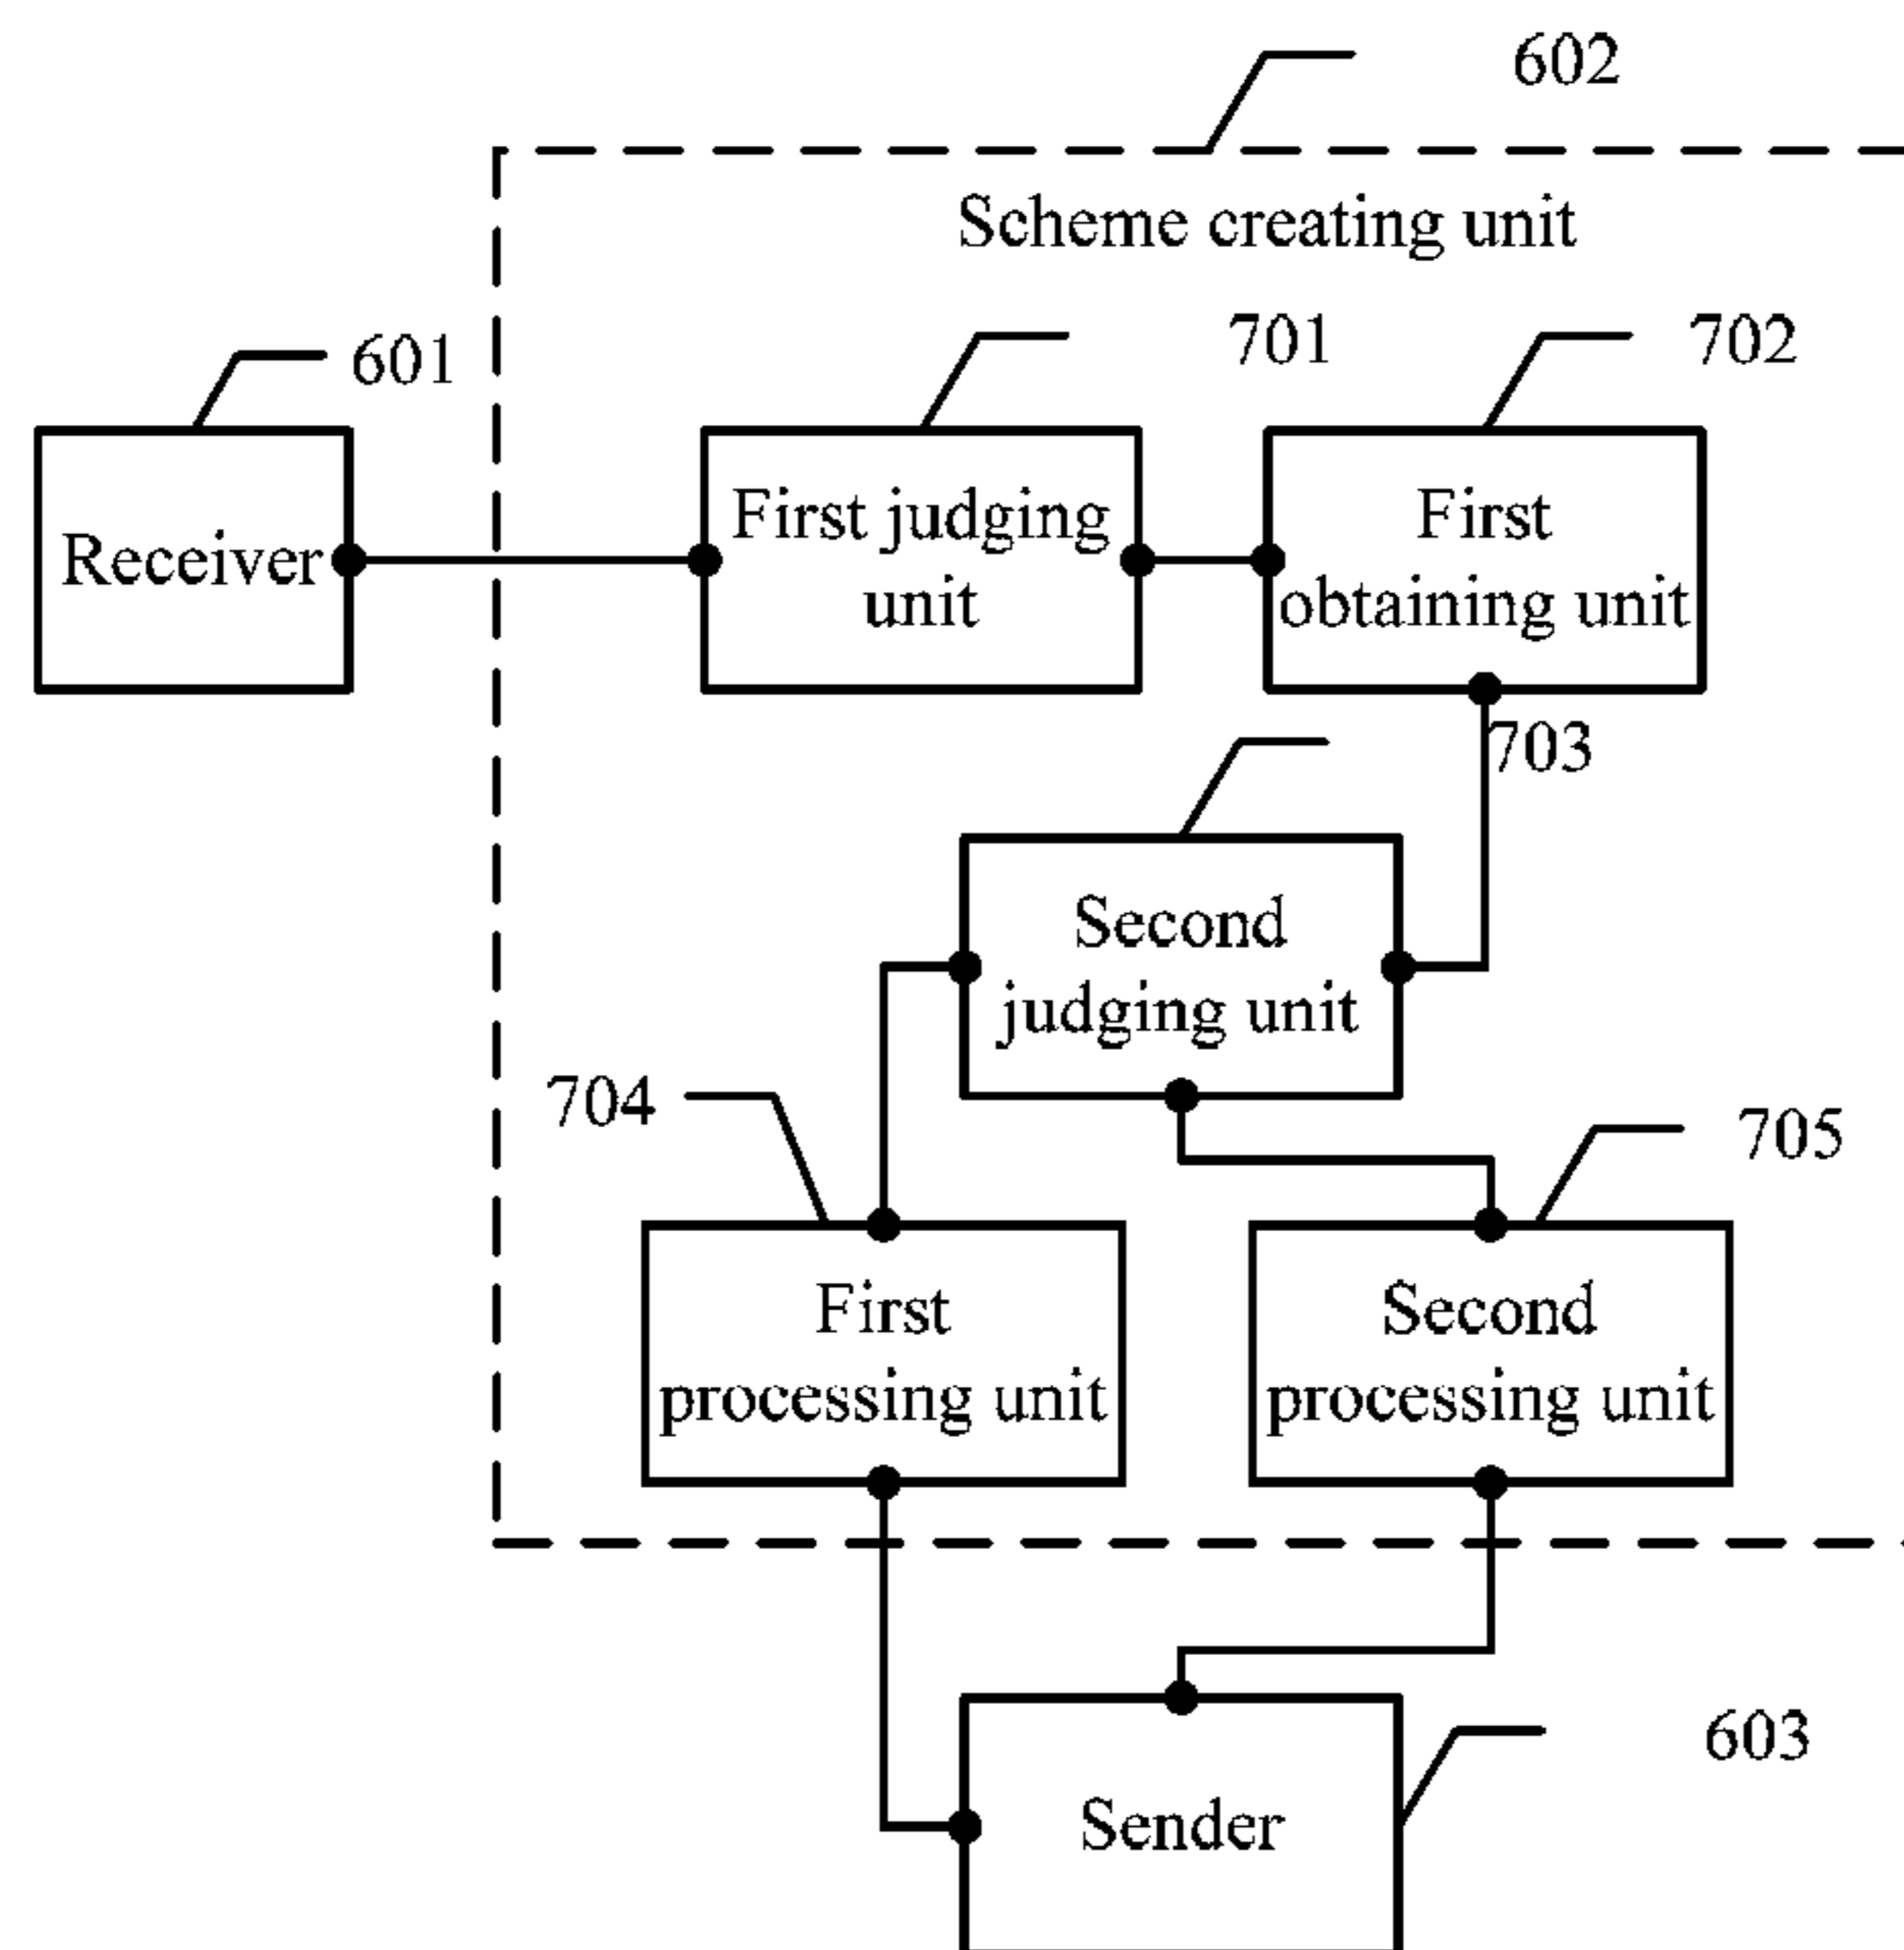 602
Scheme creating unit
601
701
702
Receiver
First judging
unit
First
obtaining unit
703
Second
judging unit
704
705
First
processing unit
Second
processing unit
603
Sender